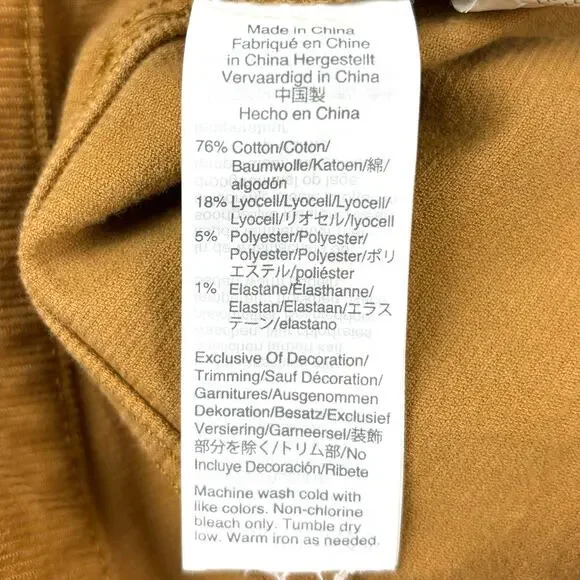 Made in China
Fabriqué en Chine
in China Hergestellt
Vervaardigd in China
中国製
Hecho en China
76% Cotton/Coton/
Baumwolle/Katoen/綿/
algodón
18% Lyocell/Lyocell/Lyocell/
Lyocell/リオセル/lyocell
5% Polyester/Polyester/
Polyester/Polyester/ポリ
エステル/poliéster
1% Elastane/Élasthanne/
Elastan/Elastaan/エラス
テーン/elastano
Exclusive Of Decoration/
Trimming/Sauf Décoration/
Garnitures/Ausgenommen
Dekoration/Besatz/Exclusief
Versiering/Garneersel/装飾
部分を除く/トリム部/No
Incluye Decoración/Ribete
Machine wash cold with
like colors. Non-chlorine
bleach only. Tumble dry
low. Warm iron as needed.